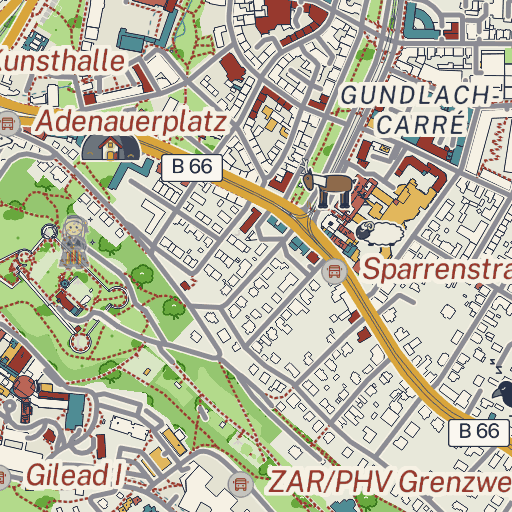 Kunsthalle
GUNDLACH-
CARRÉ
Adenauerplatz
B 66
Sparrenstra
B 66
Gilead I
ZAR/PHV Grenzwe
z z